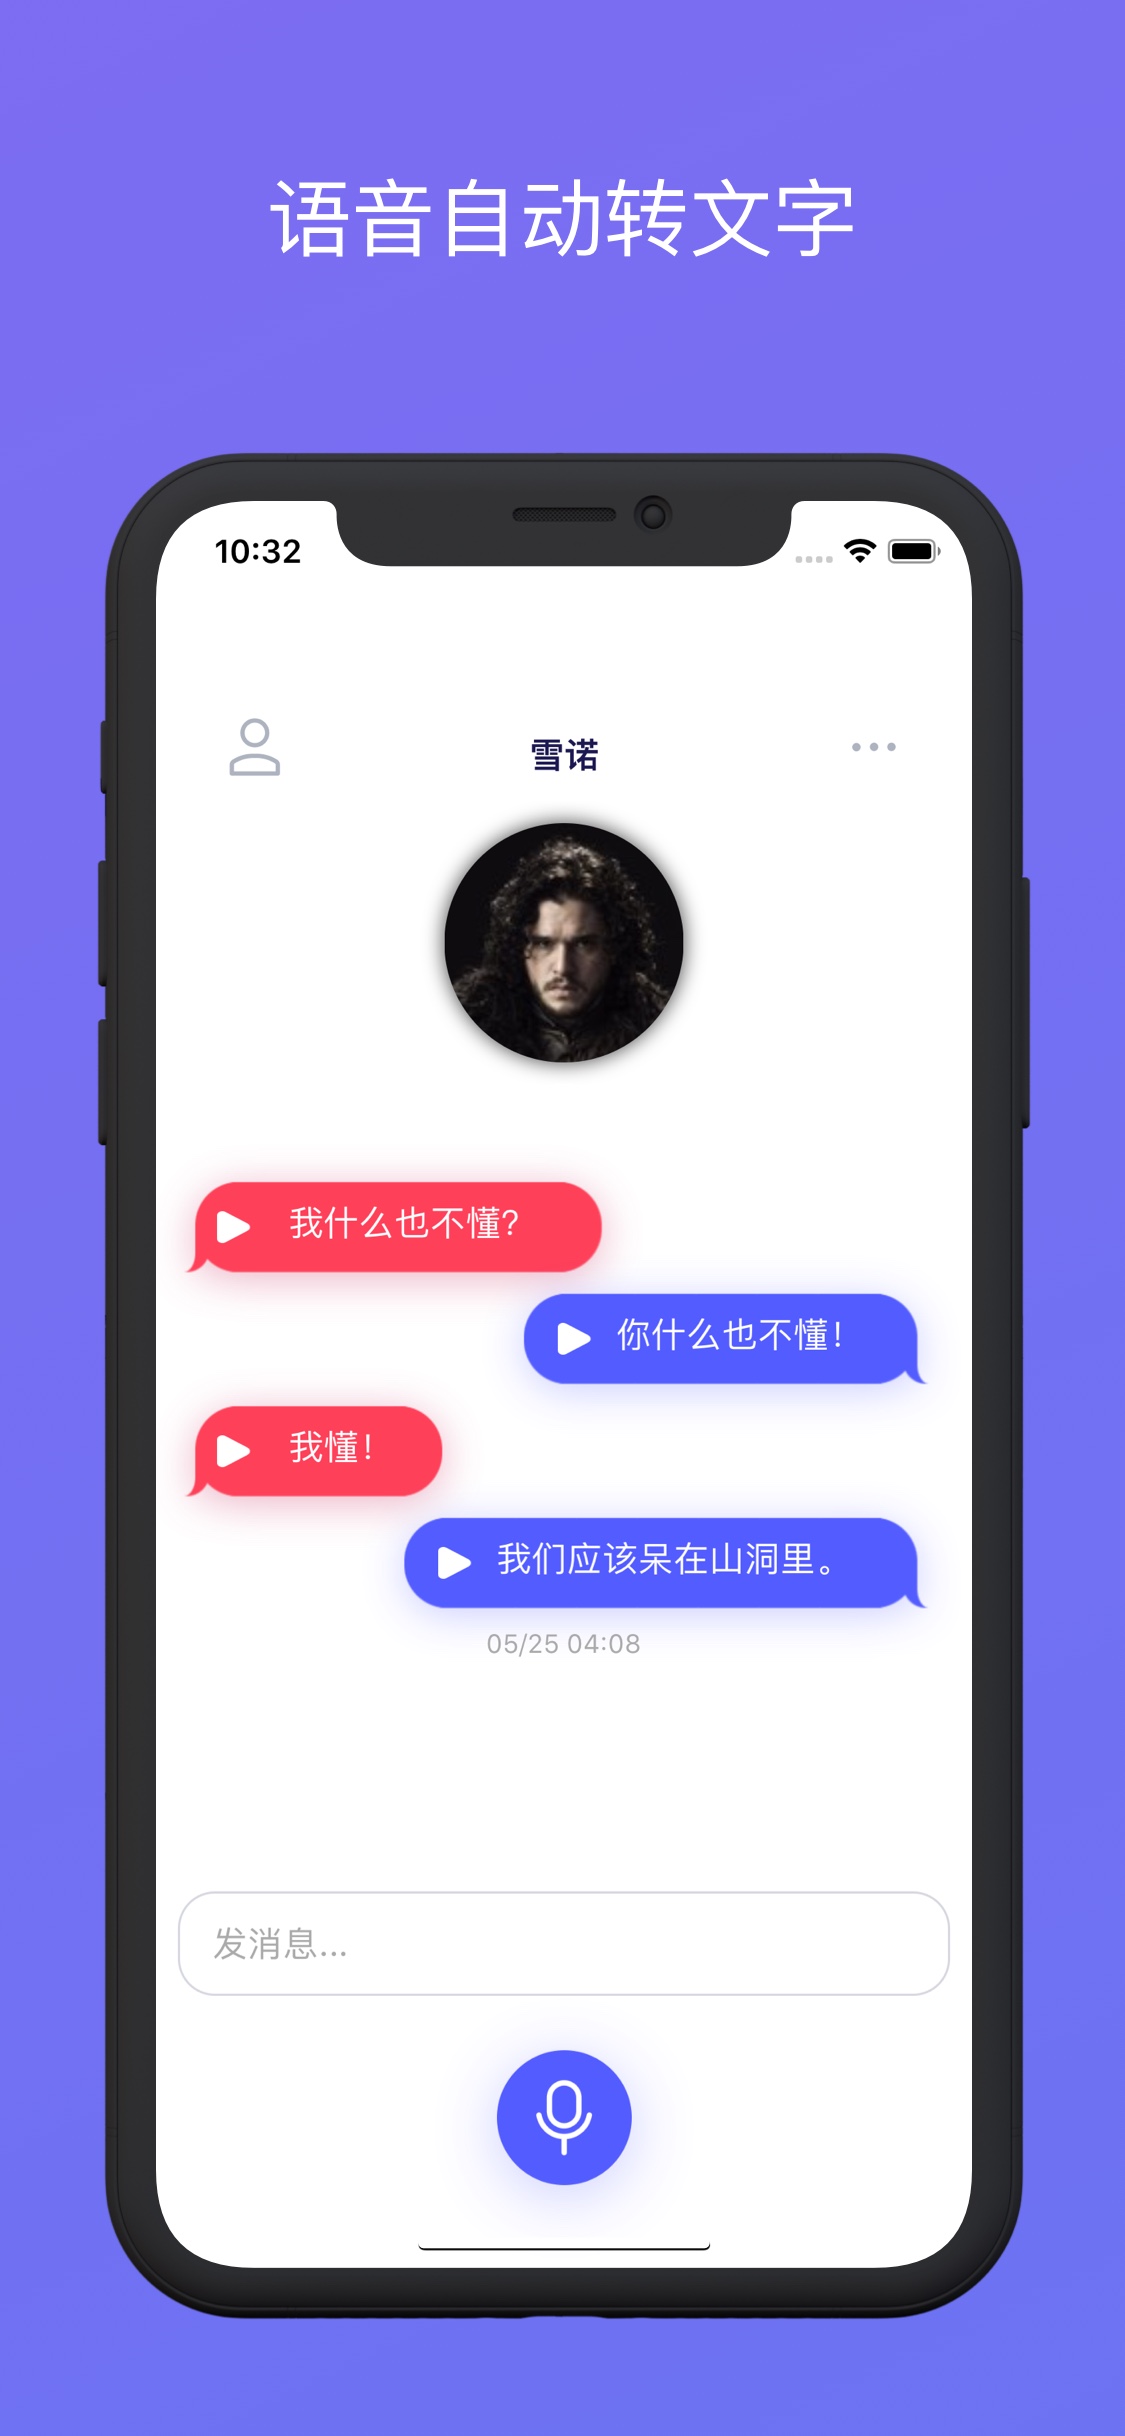 语音自动转文字
10:32
雪诺
我什么也不懂?
你什么也不懂!
我懂!
我们应该呆在山洞里。
05/25 04:08
发消息...